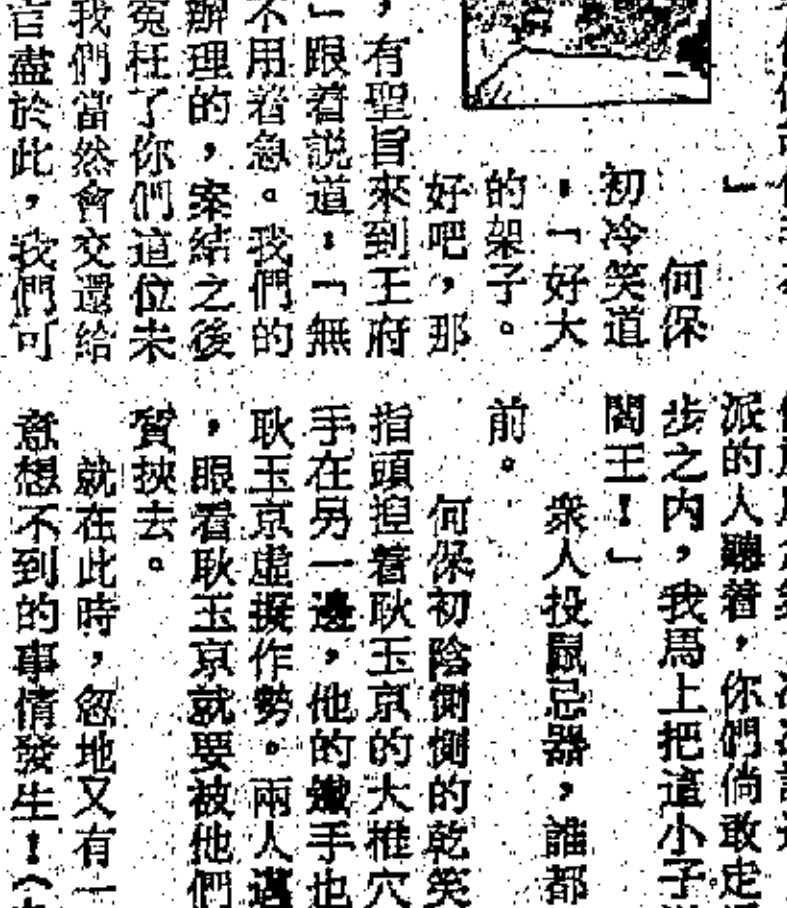 」
何保
初冷笑道
：「好大
的架子。
好吧，那
，有聖旨來到王府
」跟着説道：「無
不用着急。我們的
辦理的，案結之後
冤枉了你們這位未
我們當然會交還給
言盡於此，我們可
派的人聽着，你們倘敢走
步之内，我馬上把這小子
閻王！」
衆人投鼠忌器，誰都
前。
何保初陰惻惻的乾笑
指頭揑着耿玉京的大椎穴
手在另一邊，他的
手也
耿玉京虛擬作勢。兩人
，眼看耿玉京就要被他們
挾去。
就在此時，忽地又有一
意想不到的事情發生！（